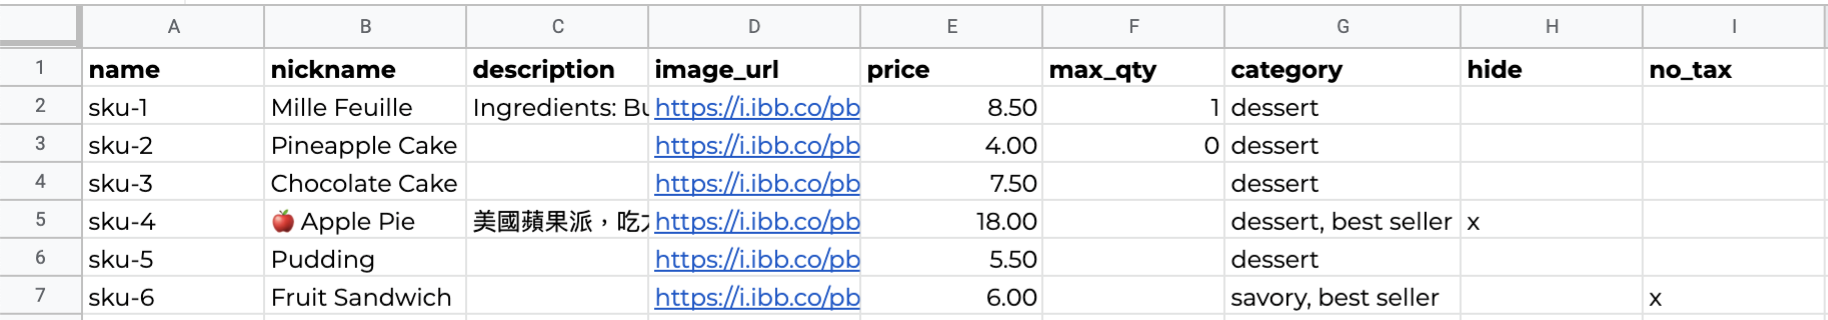 A B C D E F G H I
1 name nickname description image_url price max_qty category hide no_tax
2 sku-1 Mille Feuille Ingredients: Bu https://i.ibb.co/pb 8.50 1 dessert
3 sku-2 Pineapple Cake https://i.ibb.co/pb 4.00 0 dessert
4 sku-3 Chocolate Cake https://i.ibb.co/pb 7.50 dessert
5 sku-4 🍎 Apple Pie 美國蘋果派，吃 https://i.ibb.co/pb 18.00 dessert, best seller x
6 sku-5 Pudding https://i.ibb.co/pb 5.50 dessert
7 sku-6 Fruit Sandwich https://i.ibb.co/pb 6.00 savory, best seller x